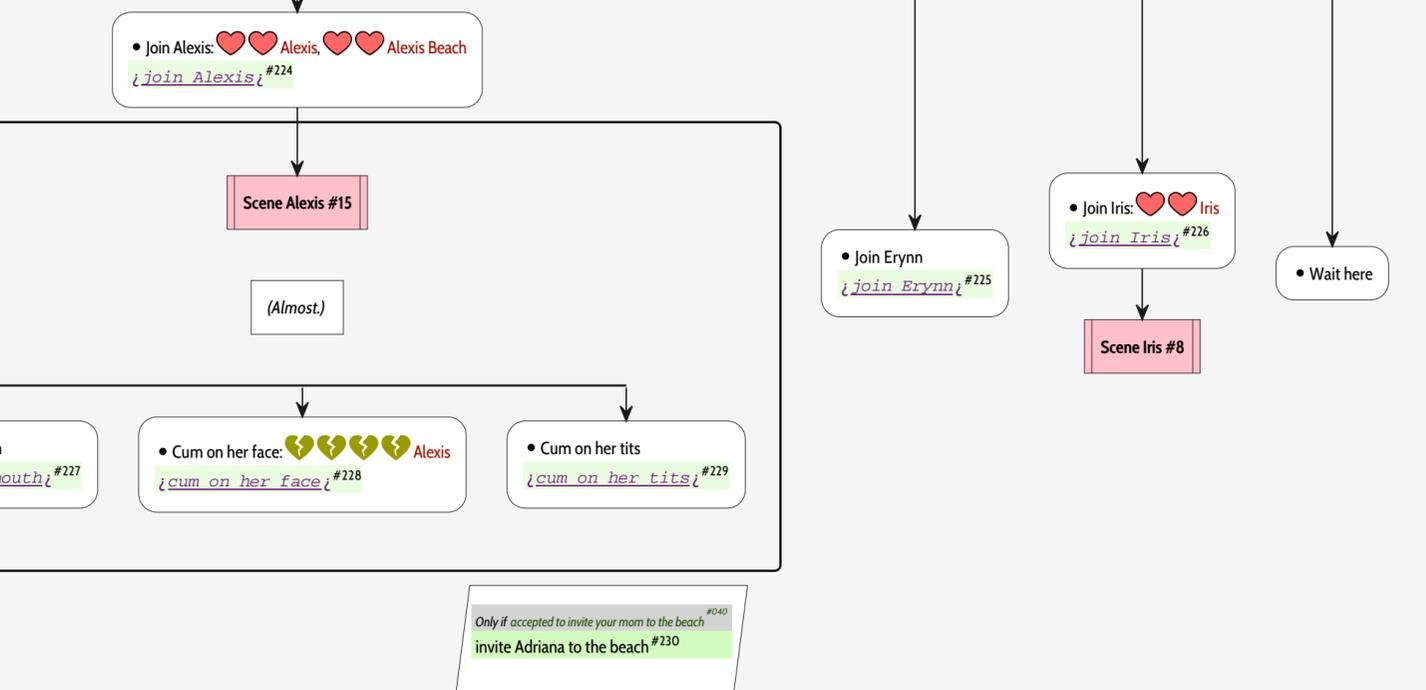 • Join Alexis: Alexis, Alexis Beach
¿join Alexis¿#224
Scene Alexis #15
(Almost.)
• Join Erynn
¿join Erynn¿#225
• Join Iris: Iris
¿join Iris¿#226
• Wait here
Scene Iris #8
outh¿#227
• Cum on her face: Alexis
¿cum on her face¿#228
• Cum on her tits
¿cum on her tits¿#229
Only if accepted to invite your mom to the beach #040
invite Adriana to the beach #230